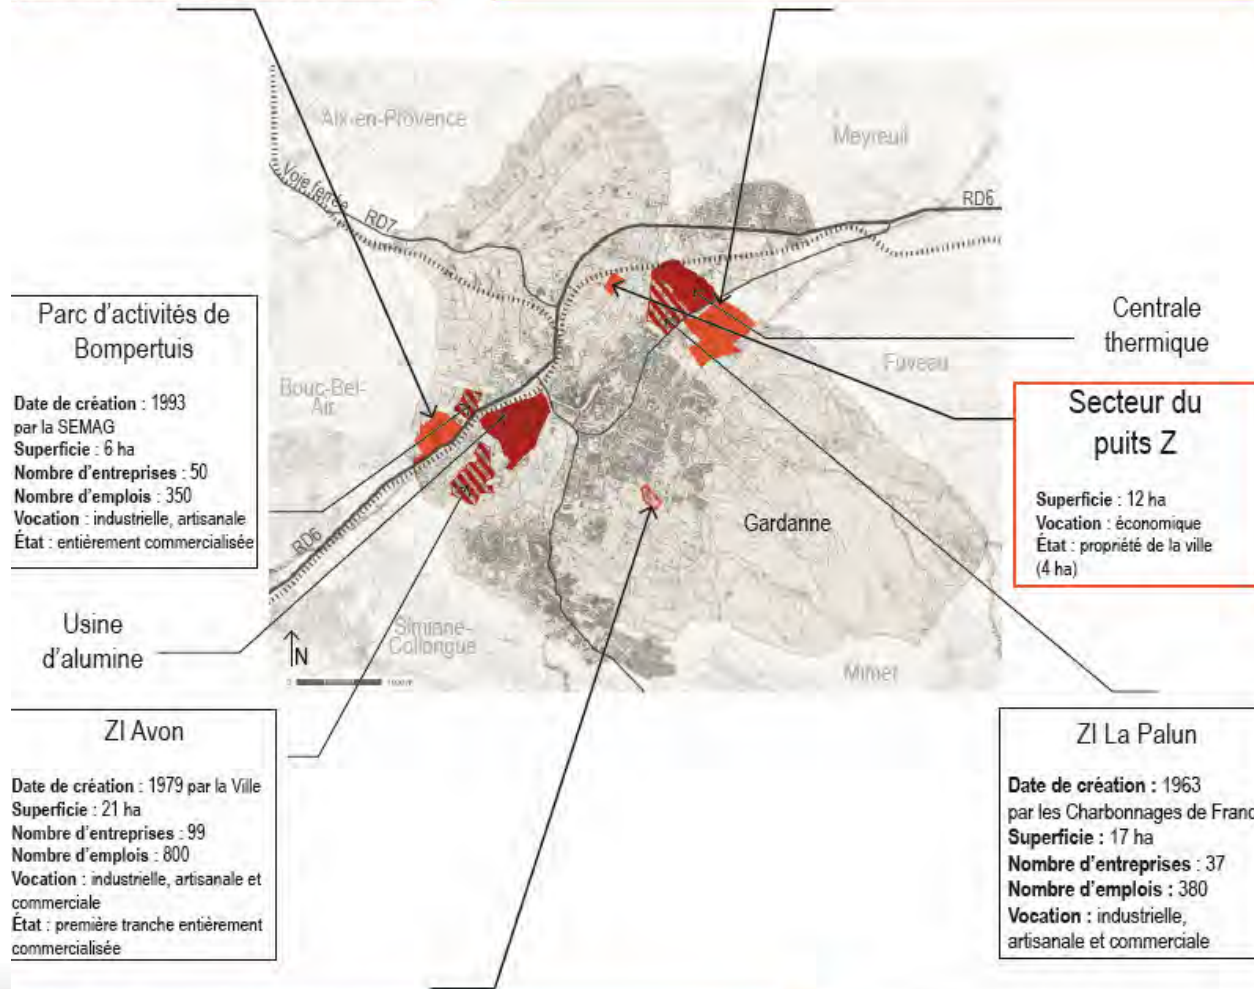 Aix-en-Provence
Meyreuil
Voie ferrée
RD7
RD6
Parc d'activités de
Bompertuis
Date de création : 1993
par la SEMAG
Superficie : 6 ha
Nombre d'entreprises : 50
Nombre d'emplois : 350
Vocation : industrielle, artisanale
État : entièrement commercialisée
Bouc-Bel-
Air
Fuveau
Centrale
thermique
Secteur du
puits Z
Superficie : 12 ha
Vocation : économique
État : propriété de la ville
(4 ha)
Gardanne
RD6
Usine
d'alumine
Simiane-
Collongue
Mimet
N
0
ZI Avon
Date de création : 1979 par la Ville
Superficie : 21 ha
Nombre d'entreprises : 99
Nombre d'emplois : 800
Vocation : industrielle, artisanale et
commerciale
État : première tranche entièrement
commercialisée
ZI La Palun
Date de création : 1963
par les Charbonnages de Franc
Superficie : 17 ha
Nombre d'entreprises : 37
Nombre d'emplois : 380
Vocation : industrielle,
artisanale et commerciale